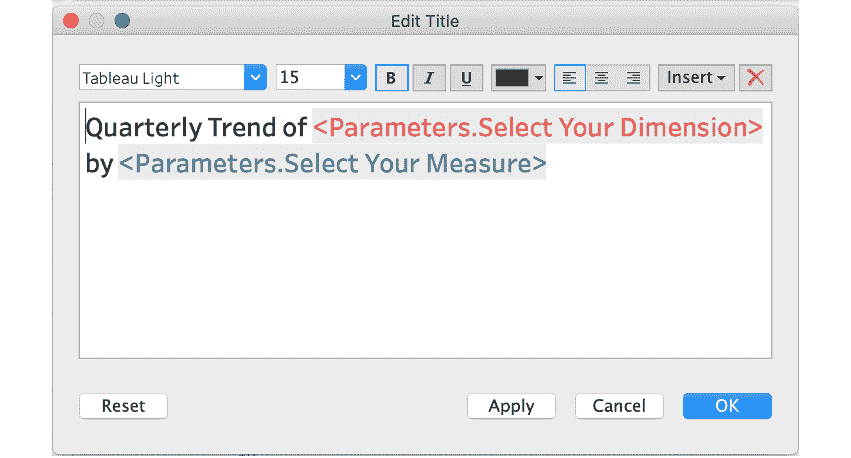 Edit Title
Tableau Light 15 B I U Insert
Quarterly Trend of <Parameters.Select Your Dimension>
by <Parameters.Select Your Measure>
Reset Apply Cancel OK